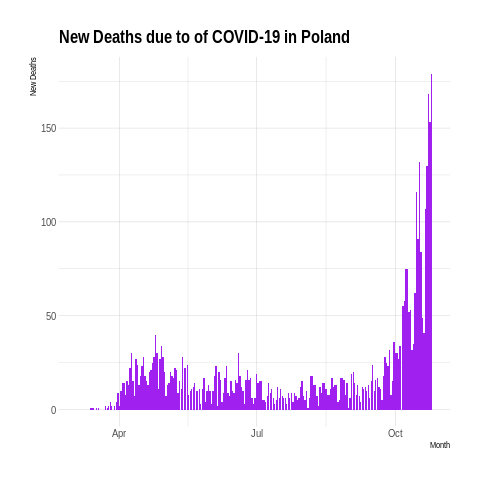 New Deaths due to of COVID-19 in Poland
New Deaths
150
100
50
0
Apr
Jul
Oct
Month